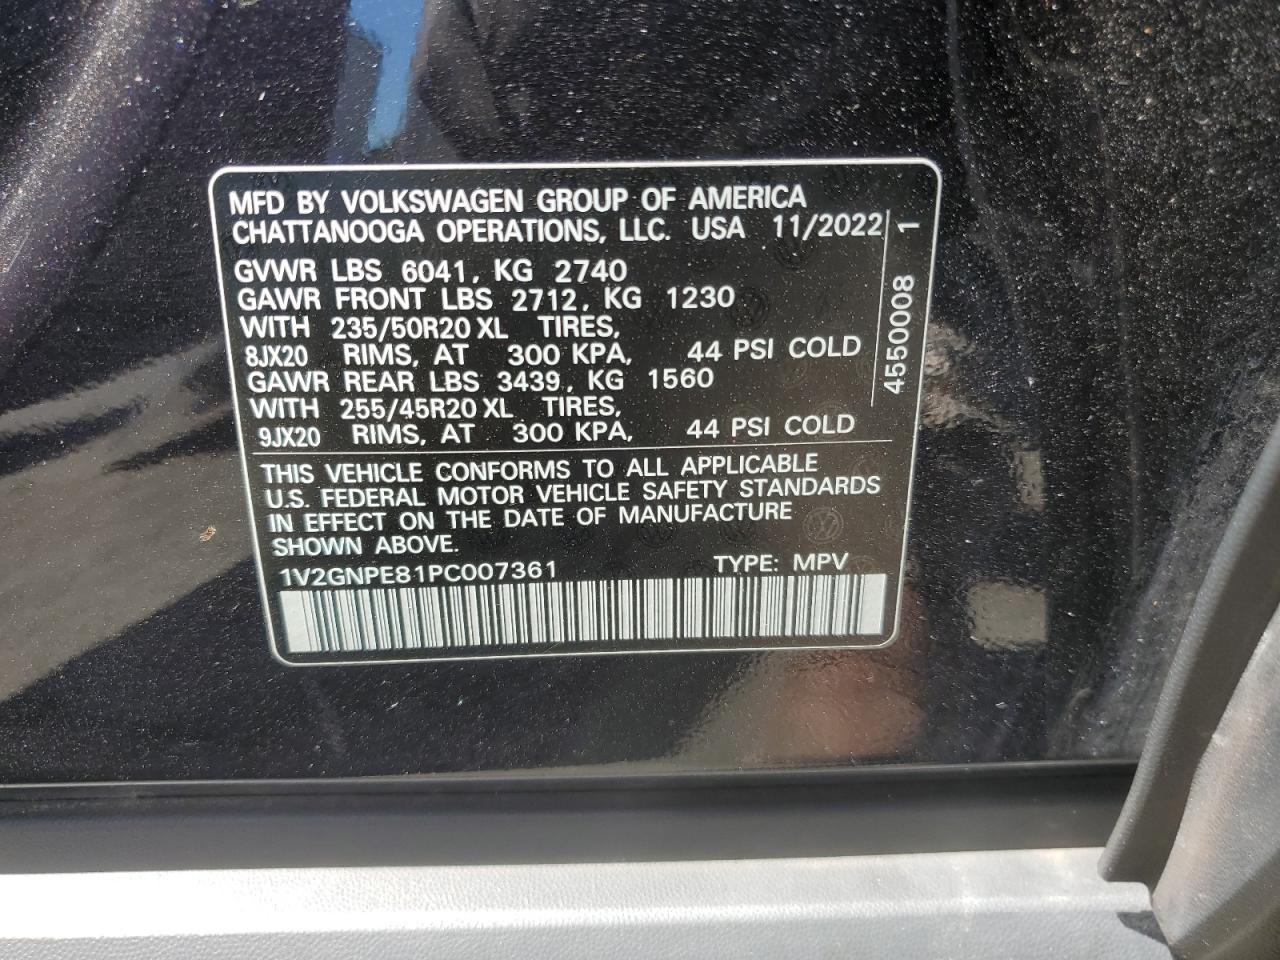 MFD BY VOLKSWAGEN GROUP OF AMERICA
CHATTANOOGA OPERATIONS, LLC. USA 11/2022
GVWR LBS 6041, KG 2740
GAWR FRONT LBS 2712, KG 1230
WITH 235/50R20 XL TIRES,
8JX20 RIMS, AT 300 KPA, 44 PSI COLD
GAWR REAR LBS 3439, KG 1560
WITH 255/45R20 XL TIRES,
9JX20 RIMS, AT 300 KPA, 44 PSI COLD
4550008 1
THIS VEHICLE CONFORMS TO ALL APPLICABLE
U.S. FEDERAL MOTOR VEHICLE SAFETY STANDARDS
IN EFFECT ON THE DATE OF MANUFACTURE
SHOWN ABOVE.
1V2GNPE81PC007361 TYPE: MPV